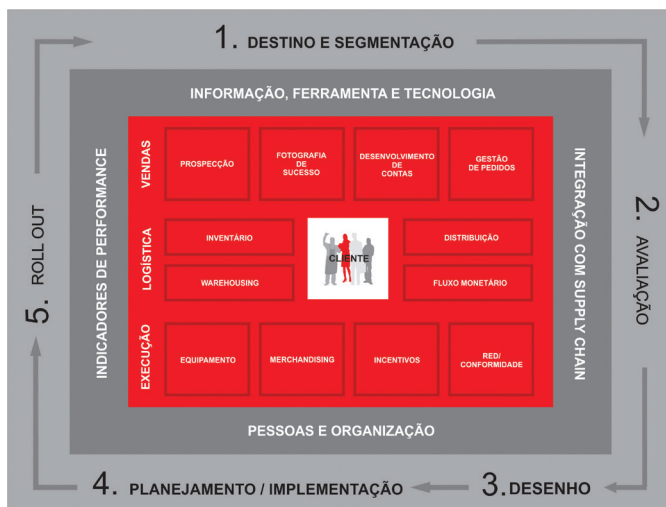 1. DESTINO E SEGMENTAÇÃO
INFORMAÇÃO, FERRAMENTA E TECNOLOGIA
INDICADORES DE PERFORMANCE
VENDAS
PROSPECÇÃO
FOTOGRAFIA
DE
SUCESSO
DESENVOLVIMENTO
DE
CONTAS
GESTÃO
DE PEDIDOS
LOGÍSTICA
INVENTÁRIO
WAREHOUSING
CLIENTE
DISTRIBUIÇÃO
FLUXO MONETÁRIO
EXECUÇÃO
EQUIPAMENTO
MERCHANDISING
INCENTIVOS
RED/
CONFORMIDADE
INTEGRAÇÃO COM SUPPLY CHAIN
PESSOAS E ORGANIZAÇÃO
2. AVALIAÇÃO
3. DESENHO
4. PLANEJAMENTO / IMPLEMENTAÇÃO
5. ROLL OUT